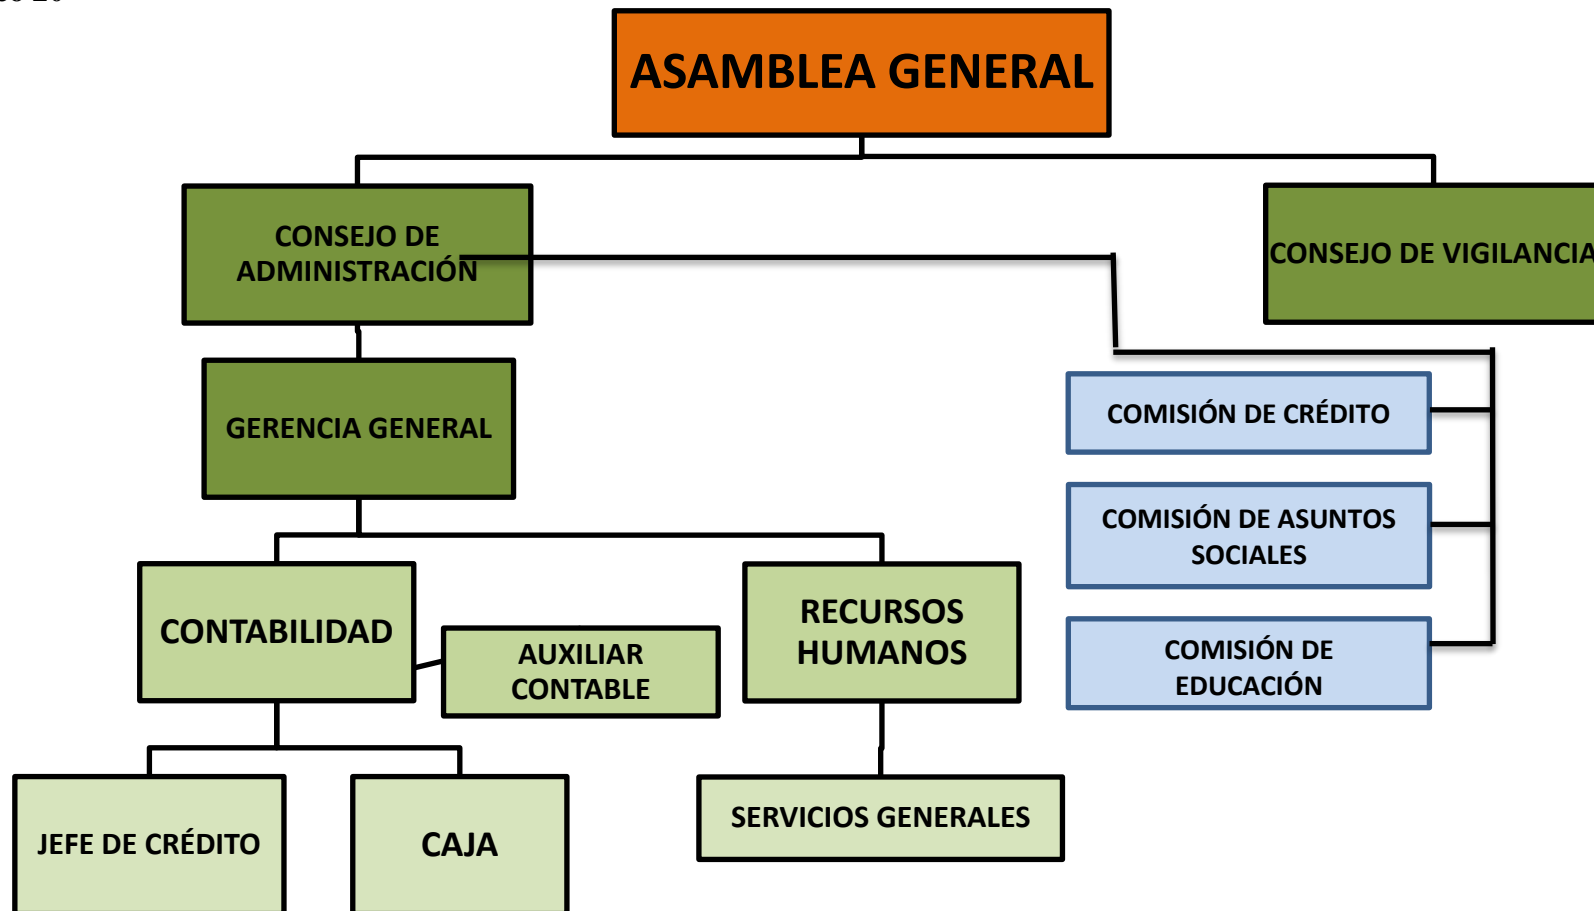 ASAMBLEA GENERAL
CONSEJO DE
ADMINISTRACIÓN
CONSEJO DE VIGILANCIA
GERENCIA GENERAL
COMISIÓN DE CRÉDITO
COMISIÓN DE ASUNTOS
SOCIALES
COMISIÓN DE
EDUCACIÓN
CONTABILIDAD
AUXILIAR
CONTABLE
RECURSOS
HUMANOS
JEFE DE CRÉDITO
CAJA
SERVICIOS GENERALES